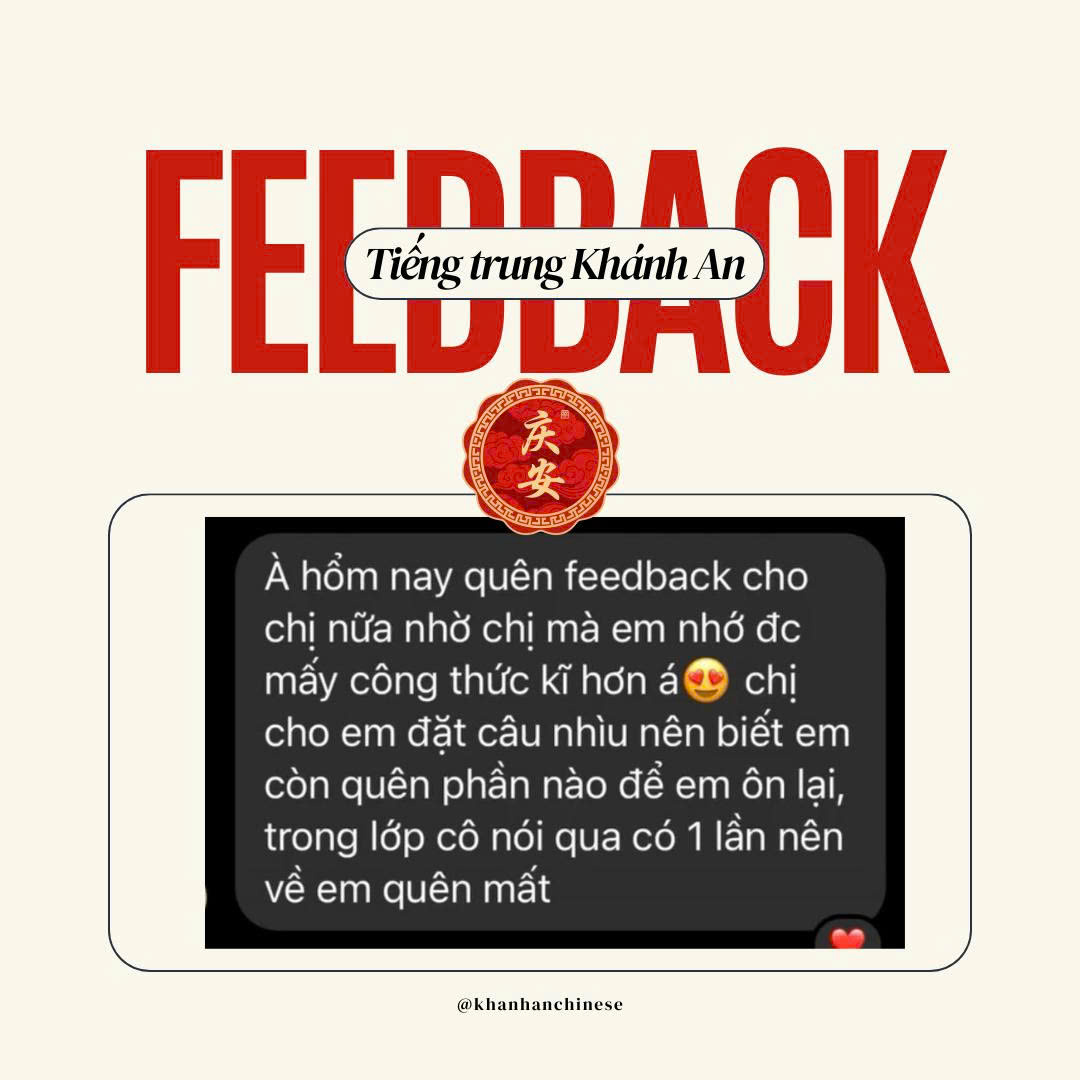 FEEDBACK
Tiếng trung Khánh An
庆
安
À hổm nay quên feedback cho
chị nữa nhờ chị mà em nhớ đc
mấy công thức kĩ hơn á😍 chị
cho em đặt câu nhìu nên biết em
còn quên phần nào để em ôn lại,
trong lớp cô nói qua có 1 lần nên
về em quên mất
@khanhanchinese